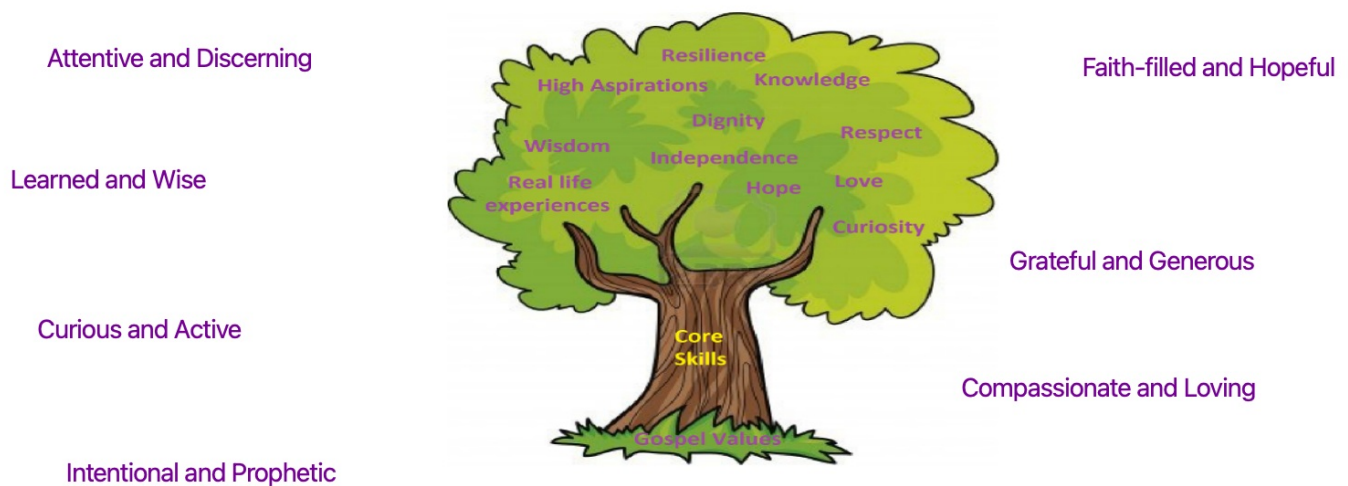 Attentive and Discerning
Learned and Wise
Curious and Active
Intentional and Prophetic
Resilience
High Aspirations
Knowledge
Dignity
Respect
Wisdom
Independence
Real life
experiences
Hope
Love
Curiosity
Core
Skills
Gospel Values
Faith-filled and Hopeful
Grateful and Generous
Compassionate and Loving